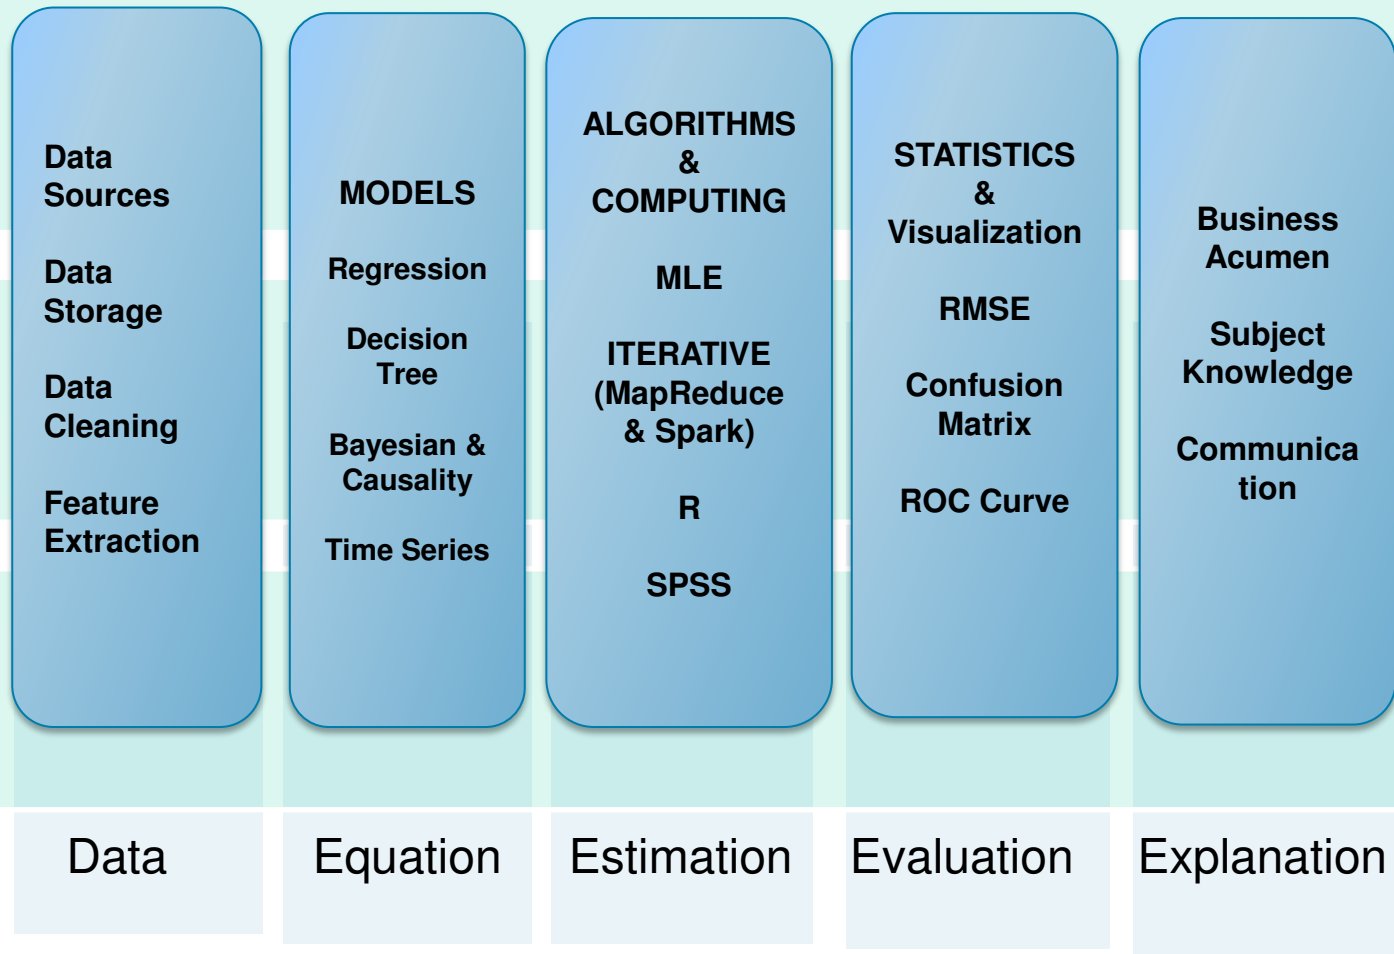 Data
Sources
Data
Storage
Data
Cleaning
Feature
Extraction
MODELS
Regression
Decision
Tree
Bayesian &
Causality
Time Series
ALGORITHMS
&
COMPUTING
MLE
ITERATIVE
(MapReduce
& Spark)
R
SPSS
STATISTICS
&
Visualization
RMSE
Confusion
Matrix
ROC Curve
Business
Acumen
Subject
Knowledge
Communica
tion
Data
Equation
Estimation
Evaluation
Explanation